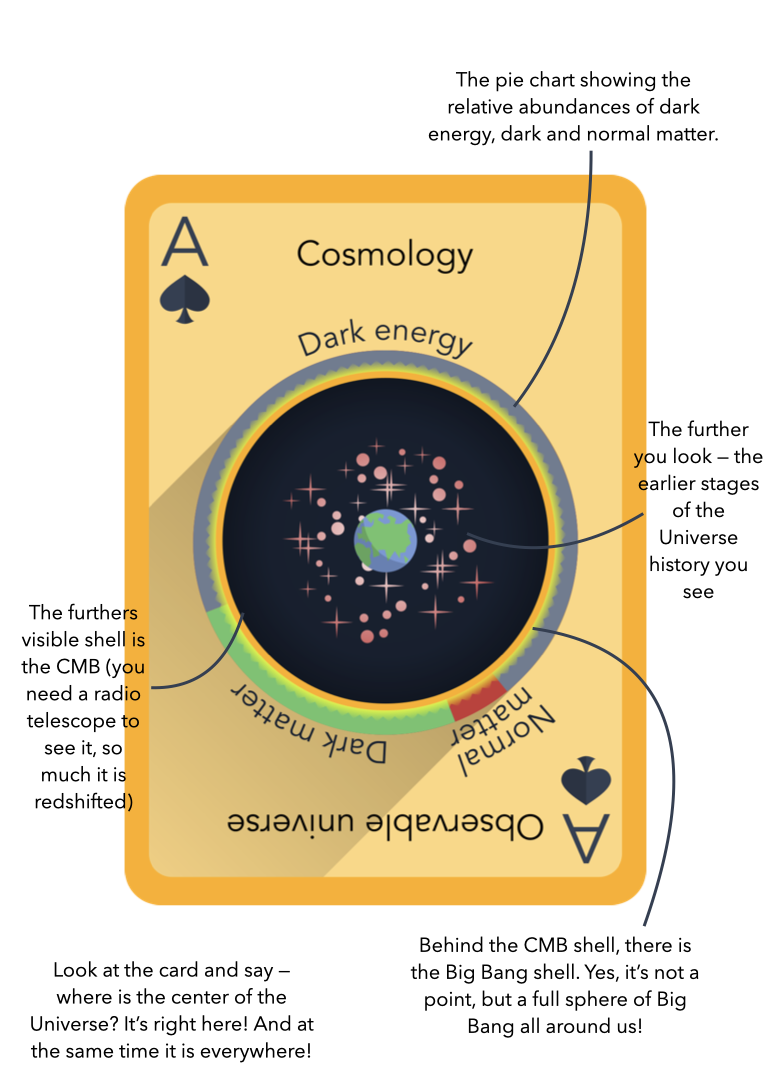 The pie chart showing the
relative abundances of dark
energy, dark and normal matter.
A
Cosmology
Dark energy
The further
you look – the
earlier stages
of the
Universe
history you
see
The furthers
visible shell is
the CMB (you
need a radio
telescope to
see it, so
much it is
redshifted)
Dark matter
Normal
matter
Observable universe
A
Behind the CMB shell, there is
the Big Bang shell. Yes, it’s not a
point, but a full sphere of Big
Bang all around us!
Look at the card and say –
where is the center of the
Universe? It’s right here! And at
the same time it is everywhere!